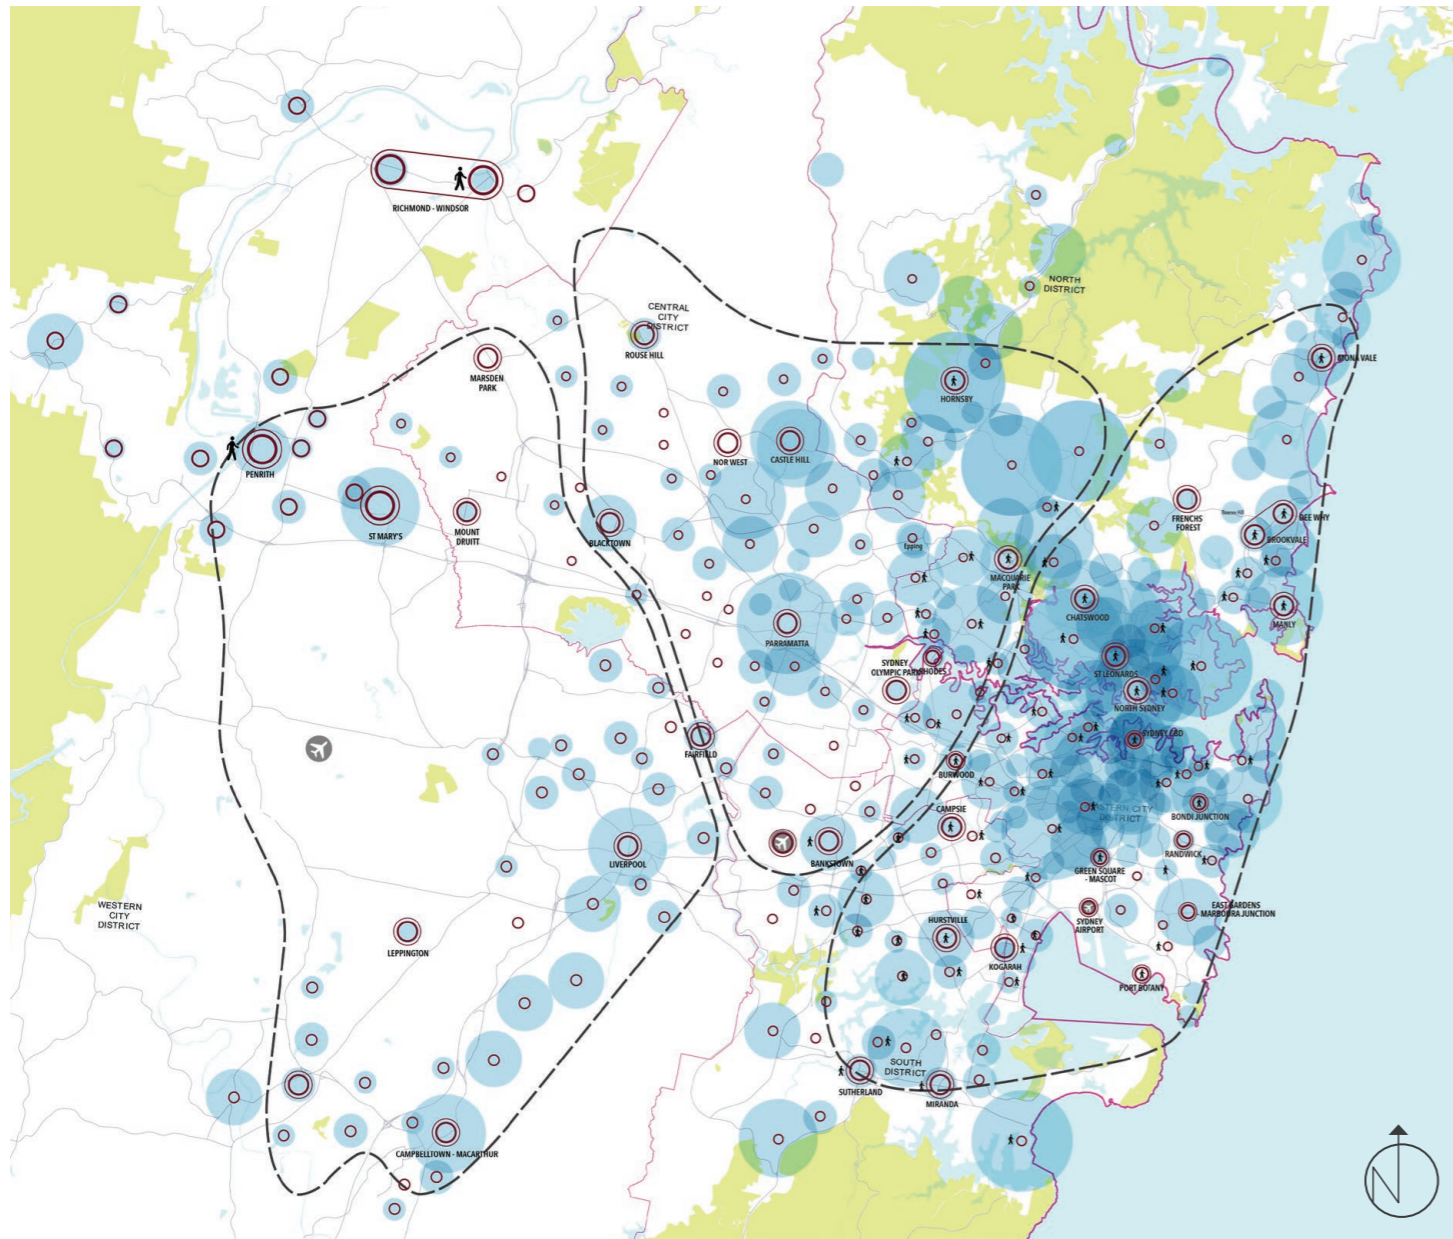 RICHMOND - WINDSOR
NORTH
DISTRICT
CENTRAL
CITY
DISTRICT
ROUSE HILL
MARSDEN
PARK
MONA VALE
HORNSBY
PENRITH
NOR WEST
CASTLE HILL
ST MARY'S
MOUNT
DRUITT
BLACKTOWN
FRENCHS
FOREST
DEE WHY
BROOKVALE
Epping
MACQUARIE
PARK
CHATSWOOD
MANLY
PARRAMATTA
SYDNEY
OLYMPIC PARK
RHODES
ST LEONARDS
NORTH SYDNEY
SYDNEY CBD
FAIRFIELD
BURWOOD
CAMPSIE
EASTERN CITY
DISTRICT
BONDI JUNCTION
LIVERPOOL
BANKSTOWN
RANDWICK
GREEN SQUARE
- MASCOT
WESTERN
CITY
DISTRICT
LEPPINGTON
HURSTVILLE
KOGARAH
SYDNEY
AIRPORT
EASTGARDENS
- MAROUBRA JUNCTION
PORT BOTANY
SOUTH
DISTRICT
SUTHERLAND
MIRANDA
CAMPBELLTOWN - MACARTHUR
N